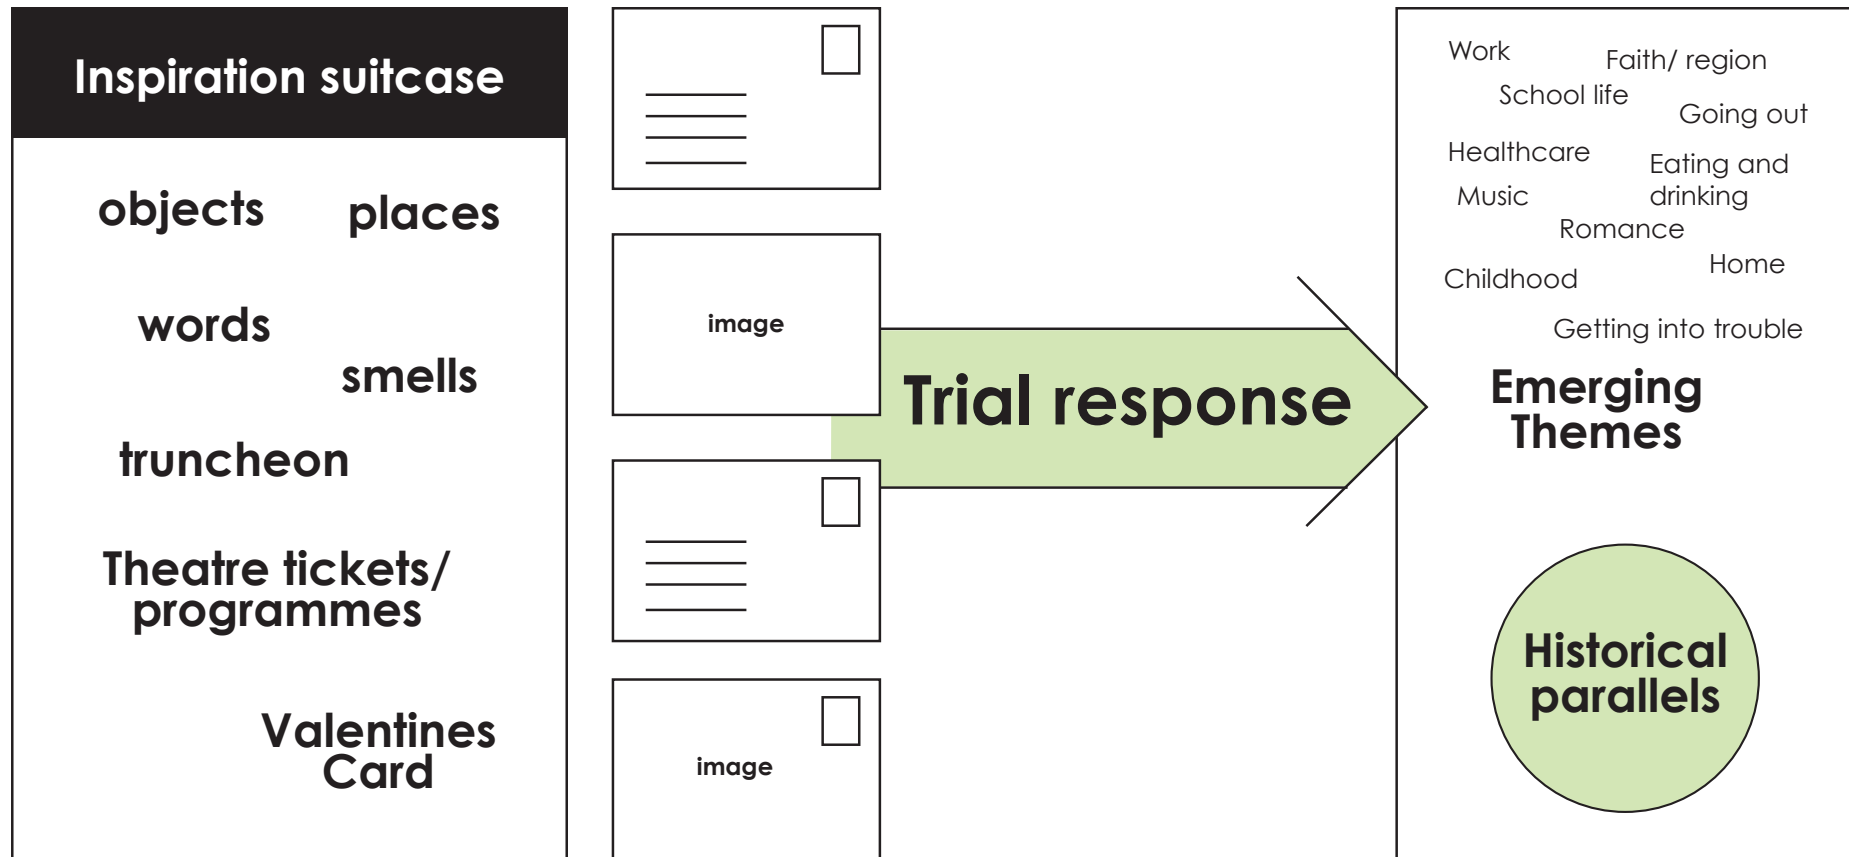 Inspiration suitcase
objects
places
words
smells
truncheon
Theatre tickets/
programmes
Valentines
Card
image
image
Trial response
Work
Faith/ region
School life
Going out
Healthcare
Eating and
drinking
Music
Romance
Home
Childhood
Getting into trouble
Emerging
Themes
Historical
parallels